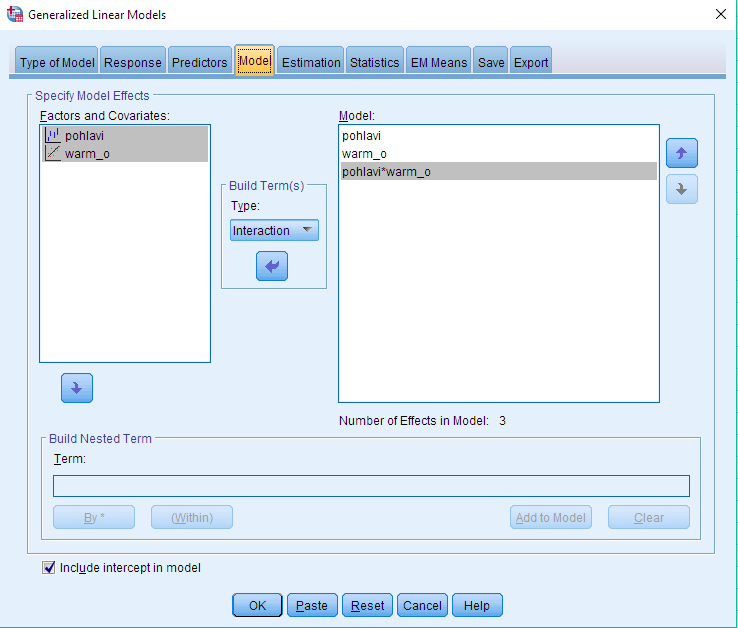 Generalized Linear Models
Type of Model Response Predictors Model Estimation Statistics EM Means Save Export
Specify Model Effects
Factors and Covariates:
pohlavi
warm_o
Build Term(s)
Type:
Interaction
Model:
pohlavi
warm_o
pohlavi*warm_o
Number of Effects in Model: 3
Build Nested Term
Term:
By * (Within) Add to Model Clear
Include intercept in model
OK Paste Reset Cancel Help